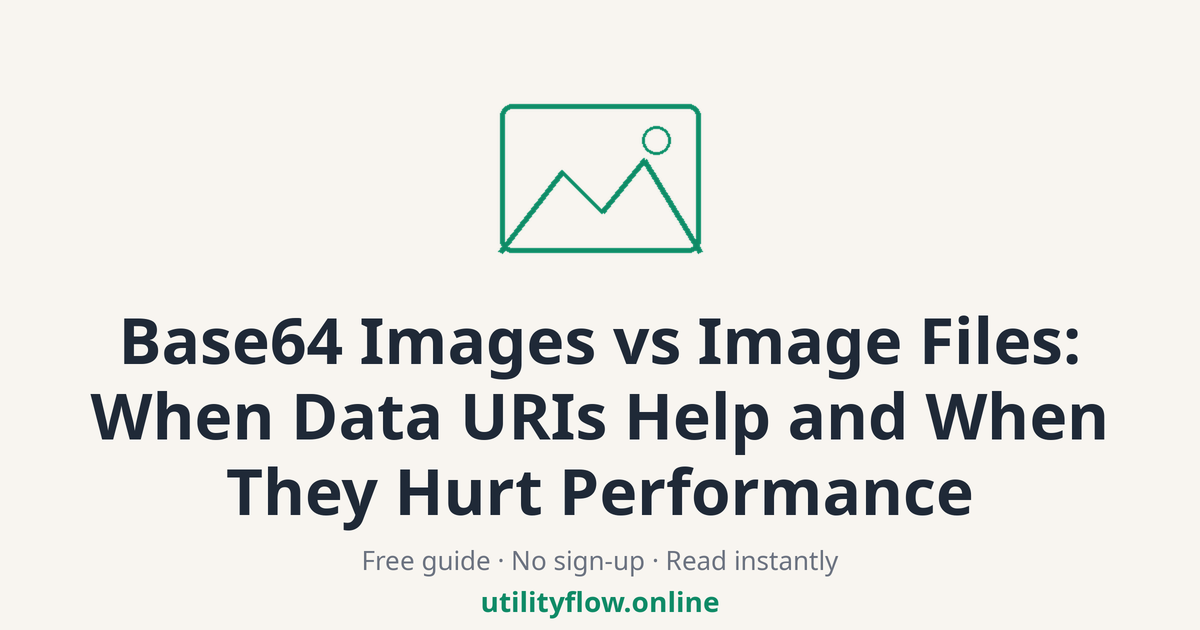 Base64 Images vs Image Files:
When Data URIs Help and When
They Hurt Performance
Free guide · No sign-up · Read instantly
utilityflow.online